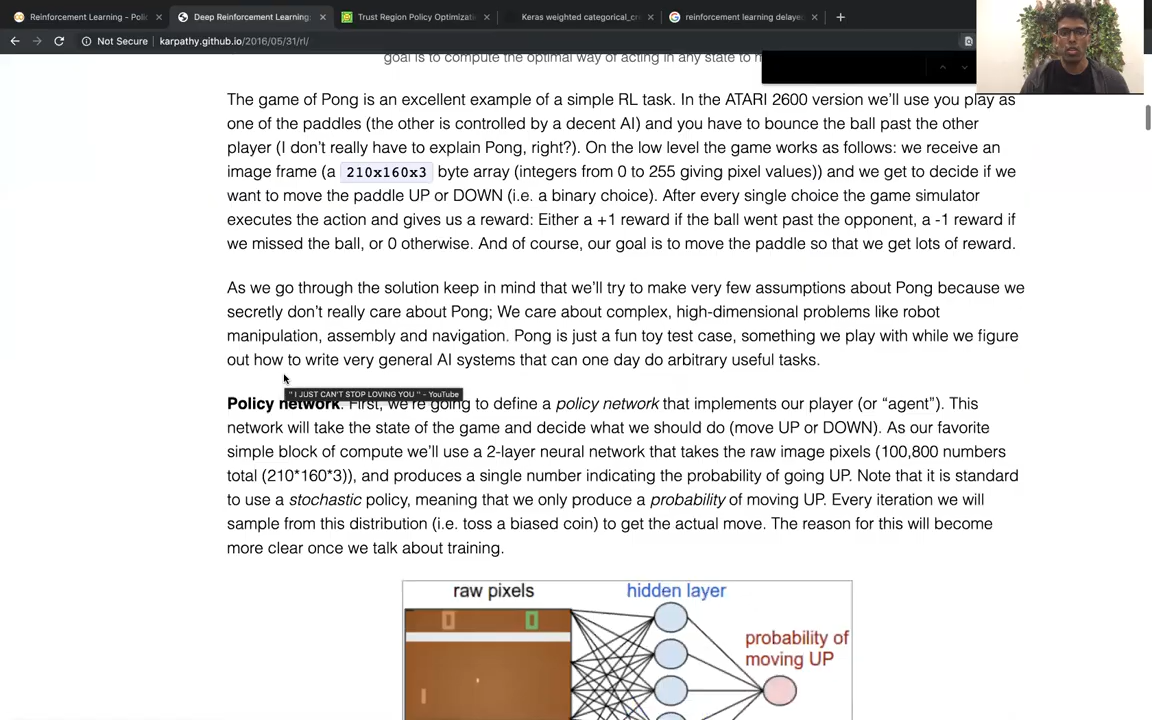 Reinforcement Learning - Polic
Deep Reinforcement Learning:
Trust Region Policy Optimizati
Keras weighted categorical_cr
reinforcement learning delayed
Not Secure | karpathy.github.io/2016/05/31/rl/
goal is to compute the optimal way of acting in any state to
The game of Pong is an excellent example of a simple RL task. In the ATARI 2600 version we'll use you play as
one of the paddles (the other is controlled by a decent AI) and you have to bounce the ball past the other
player (I don't really have to explain Pong, right?). On the low level the game works as follows: we receive an
image frame (a 210x160x3 byte array (integers from 0 to 255 giving pixel values)) and we get to decide if we
want to move the paddle UP or DOWN (i.e. a binary choice). After every single choice the game simulator
executes the action and gives us a reward: Either a +1 reward if the ball went past the opponent, a -1 reward if
we missed the ball, or 0 otherwise. And of course, our goal is to move the paddle so that we get lots of reward.
As we go through the solution keep in mind that we'll try to make very few assumptions about Pong because we
secretly don't really care about Pong; We care about complex, high-dimensional problems like robot
manipulation, assembly and navigation. Pong is just a fun toy test case, something we play with while we figure
out how to write very general AI systems that can one day do arbitrary useful tasks.
" I JUST CAN'T STOP LOVING YOU " - YouTube
Policy network. First, we're going to define a policy network that implements our player (or “agent”). This
network will take the state of the game and decide what we should do (move UP or DOWN). As our favorite
simple block of compute we'll use a 2-layer neural network that takes the raw image pixels (100,800 numbers
total (210*160*3)), and produces a single number indicating the probability of going UP. Note that it is standard
to use a stochastic policy, meaning that we only produce a probability of moving UP. Every iteration we will
sample from this distribution (i.e. toss a biased coin) to get the actual move. The reason for this will become
more clear once we talk about training.
raw pixels
hidden layer
probability of
moving UP